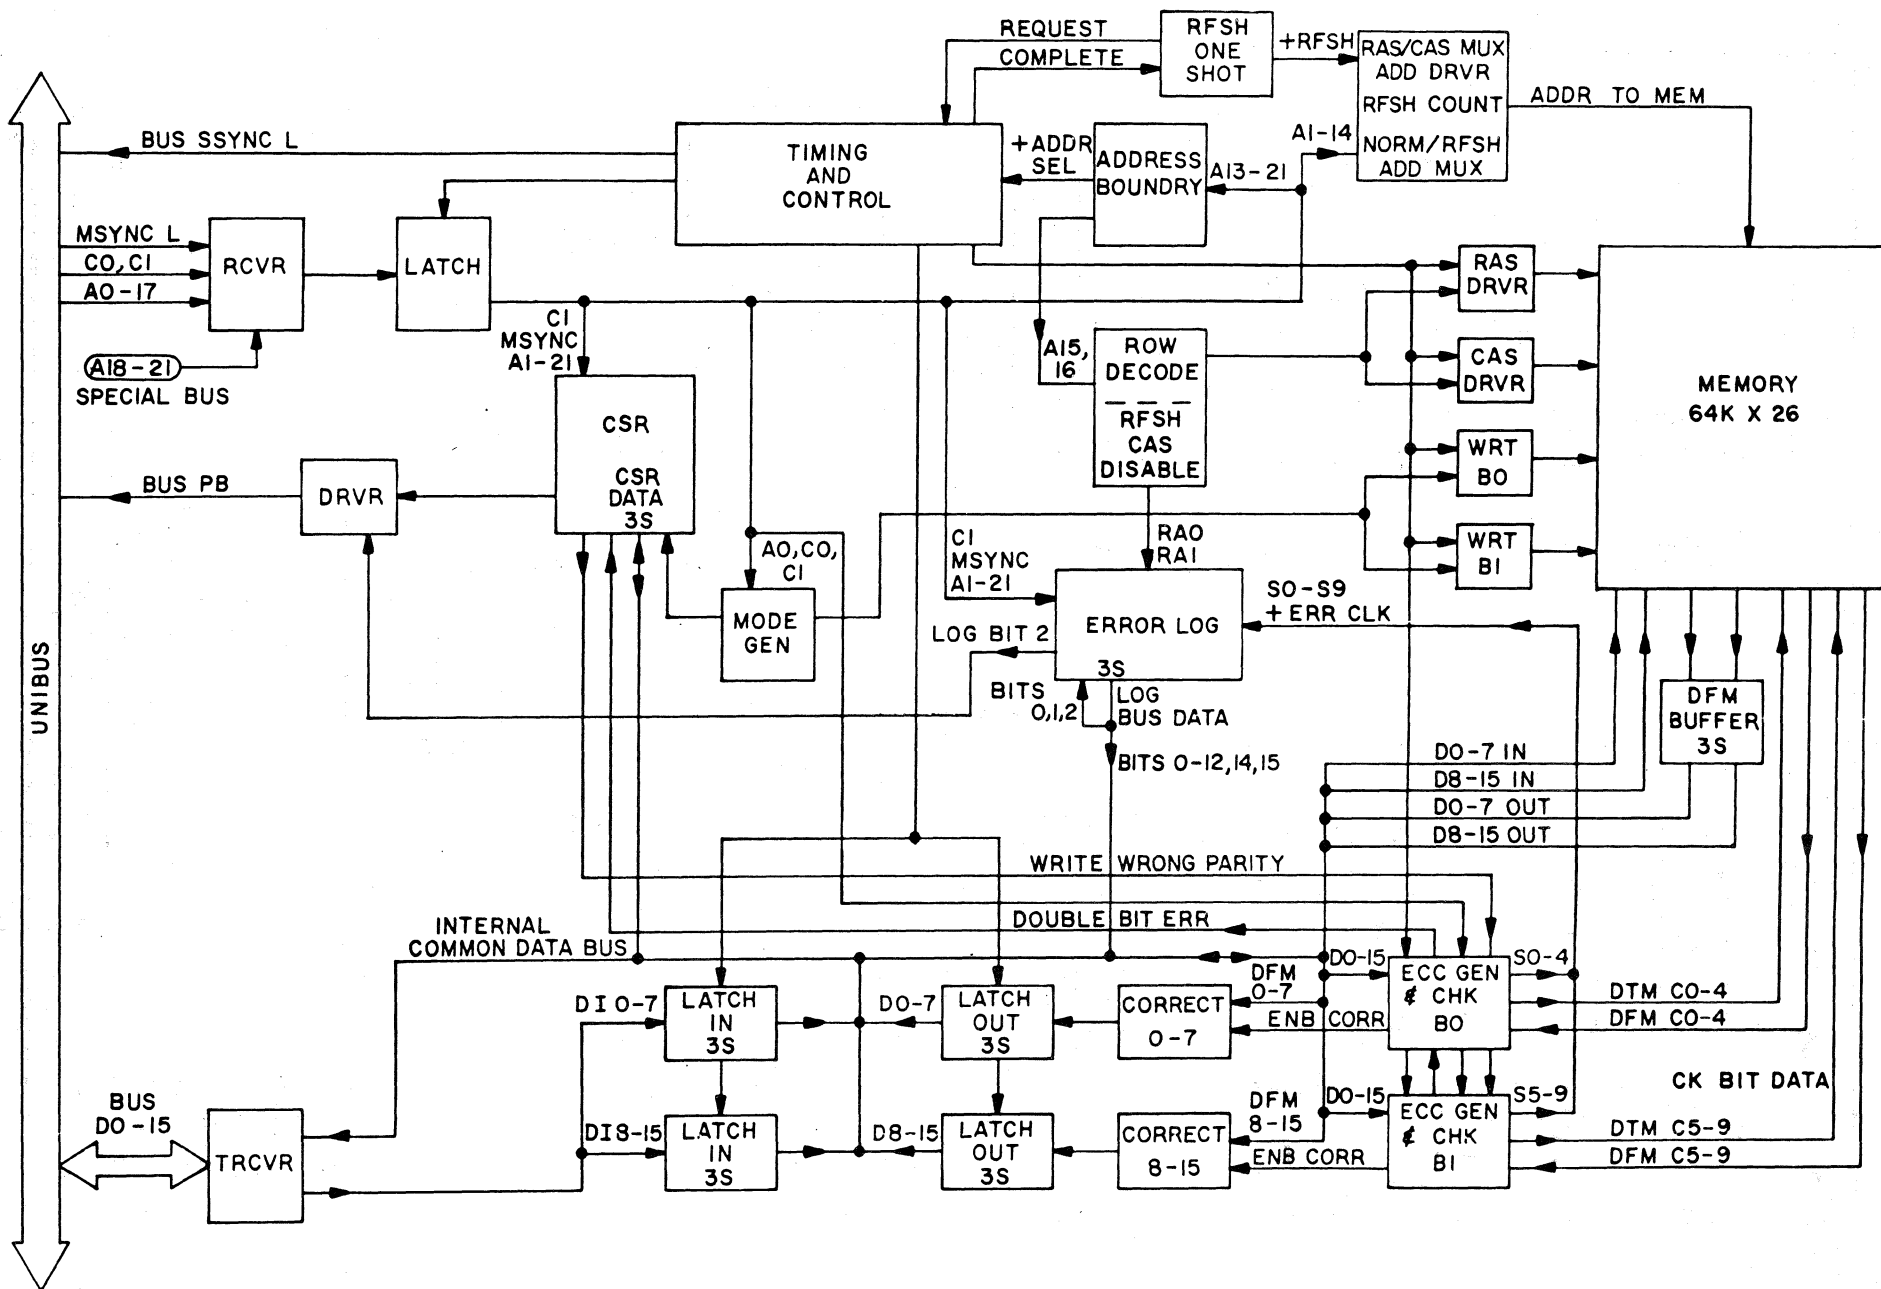 REQUEST
COMPLETE
RFSH
ONE
SHOT
+RFSH
RAS/CAS MUX
ADD DRVR
RFSH COUNT
NORM/RFSH
ADD MUX
ADDR TO MEM
A1-14
BUS SSYNC L
TIMING
AND
CONTROL
+ADDR
SEL
ADDRESS
BOUNDRY
A13-21
MSYNC L
C0,C1
A0-17
RCVR
LATCH
A18-21
SPECIAL BUS
C1
MSYNC
A1-21
A15,
16
ROW
DECODE
RFSH
CAS
DISABLE
RAS
DRVR
CAS
DRVR
WRT
B0
WRT
B1
MEMORY
64K X 26
CSR
CSR
DATA
3S
BUS PB
DRVR
A0,C0,
C1
MODE
GEN
C1
MSYNC
A1-21
RA0
RA1
S0-S9
+ ERR CLK
ERROR LOG
3S
LOG BIT 2
BITS
0,1,2
LOG
BUS DATA
BITS 0-12,14,15
DFM
BUFFER
3S
D0-7 IN
D8-15 IN
D0-7 OUT
D8-15 OUT
UNIBUS
WRITE WRONG PARITY
DOUBLE BIT ERR
INTERNAL
COMMON DATA BUS
DI 0-7
LATCH
IN
3S
D0-7
LATCH
OUT
3S
CORRECT
0-7
DFM
0-7
ENB CORR
D0-15
ECC GEN
¢ CHK
B0
S0-4
DTM C0-4
DFM C0-4
CK BIT DATA
BUS
D0-15
TRCVR
DI8-15
LATCH
IN
3S
D8-15
LATCH
OUT
3S
CORRECT
8-15
DFM
8-15
ENB CORR
D0-15
ECC GEN
¢ CHK
B1
S5-9
DTM C5-9
DFM C5-9